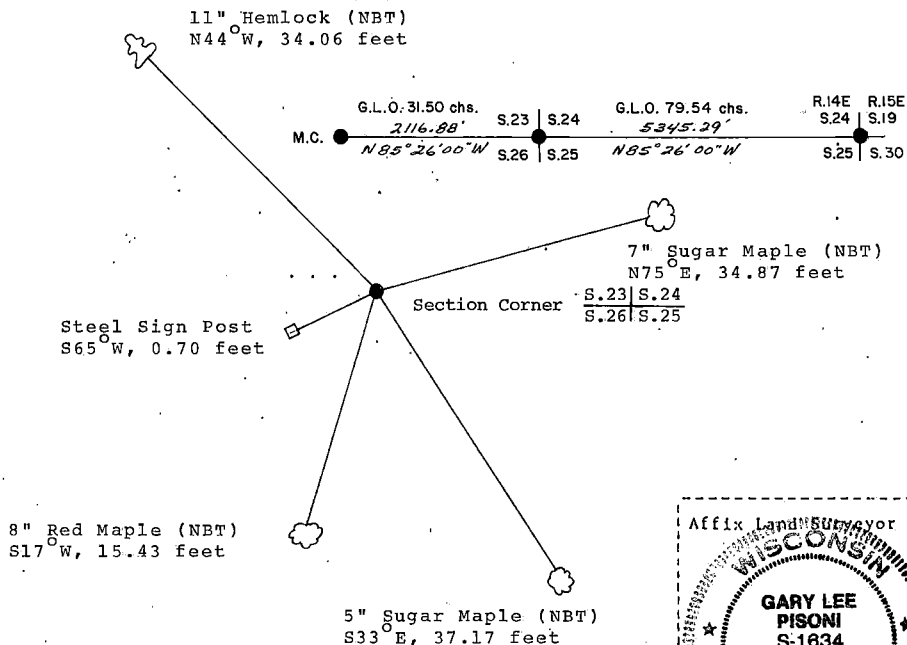 11" Hemlock (NBT)
N44°W, 34.06 feet
G.L.O. 31.50 chs.
2116.88'
N85°26'00"W
M.C.
S.23 | S.24
S.26 | S.25
G.L.O. 79.54 chs.
5345.29'
N85°26'00"W
R.14E R.15E
S.24 | S.19
S.25 | S.30
7" Sugar Maple (NBT)
N75°E, 34.87 feet
Section Corner
S.23 | S.24
S.26 | S.25
Steel Sign Post
S65°W, 0.70 feet
8" Red Maple (NBT)
S17°W, 15.43 feet
5" Sugar Maple (NBT)
S33°E, 37.17 feet
Affix Land Surveyor
WISCONSIN
GARY LEE
PISONI
S-1634